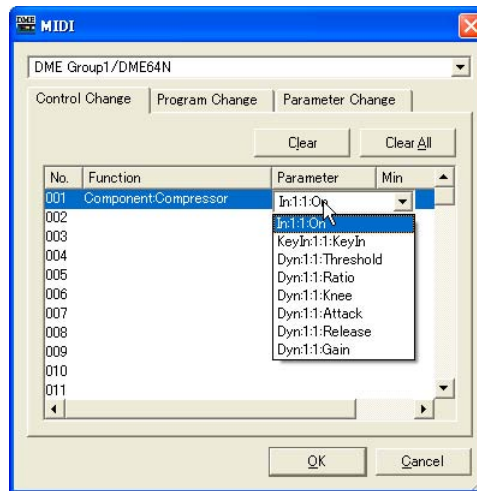 DME MIDI
DME Group1/DME64N
Control Change Program Change Parameter Change
Clear Clear All
No. Function Parameter Min
001 Component:Compressor In:1:1:On
002 In:1:1:On
003 KeyIn:1:1:KeyIn
004 Dyn:1:1:Threshold
005 Dyn:1:1:Ratio
006 Dyn:1:1:Knee
007 Dyn:1:1:Attack
008 Dyn:1:1:Release
009 Dyn:1:1:Gain
010
011
OK Cancel